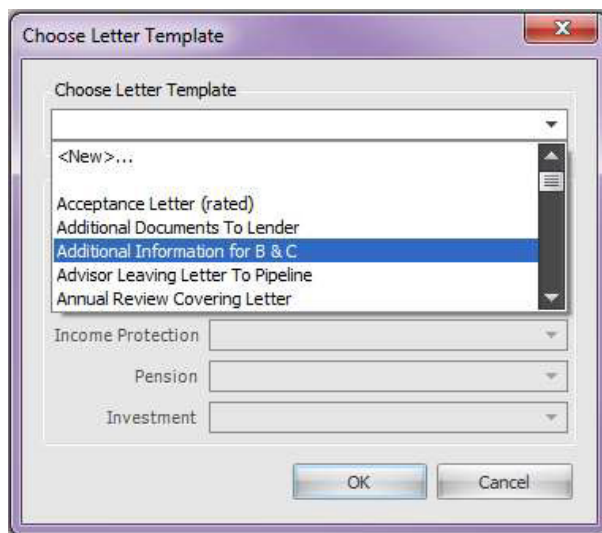 Choose Letter Template
Choose Letter Template
<New>...
Acceptance Letter (rated)
Additional Documents To Lender
Additional Information for B & C
Advisor Leaving Letter To Pipeline
Annual Review Covering Letter
Income Protection
Pension
Investment
OK Cancel